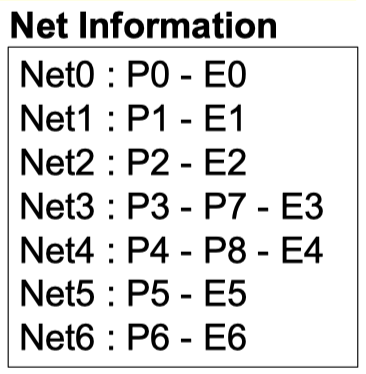 Net Information
Net0 : P0 - E0
Net1 : P1 - E1
Net2 : P2 - E2
Net3 : P3 - P7 - E3
Net4 : P4 - P8 - E4
Net5 : P5 - E5
Net6 : P6 - E6